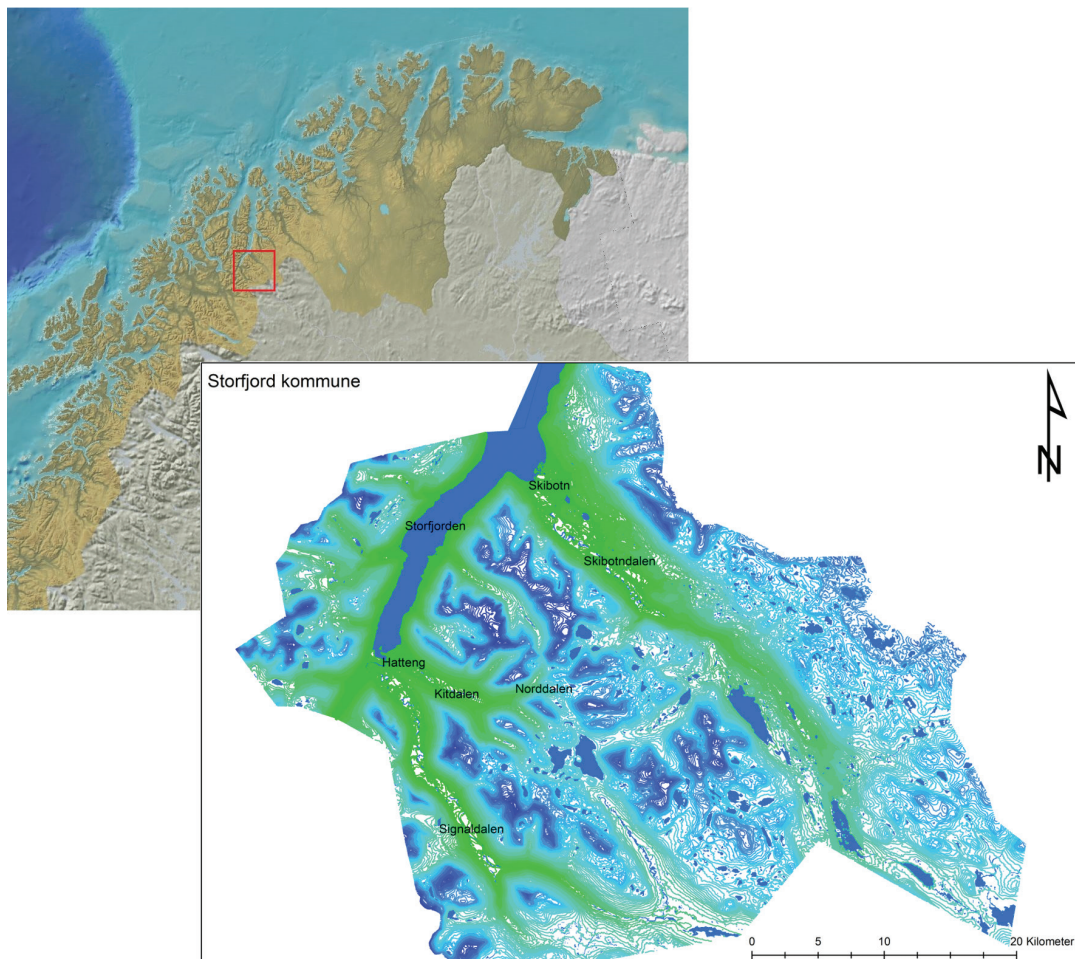 Storfjord kommune
N
Skibotn
Storfjorden
Skibotndalen
Hatteng
Kitdalen
Norddalen
Signaldalen
0 5 10 20 Kilometer